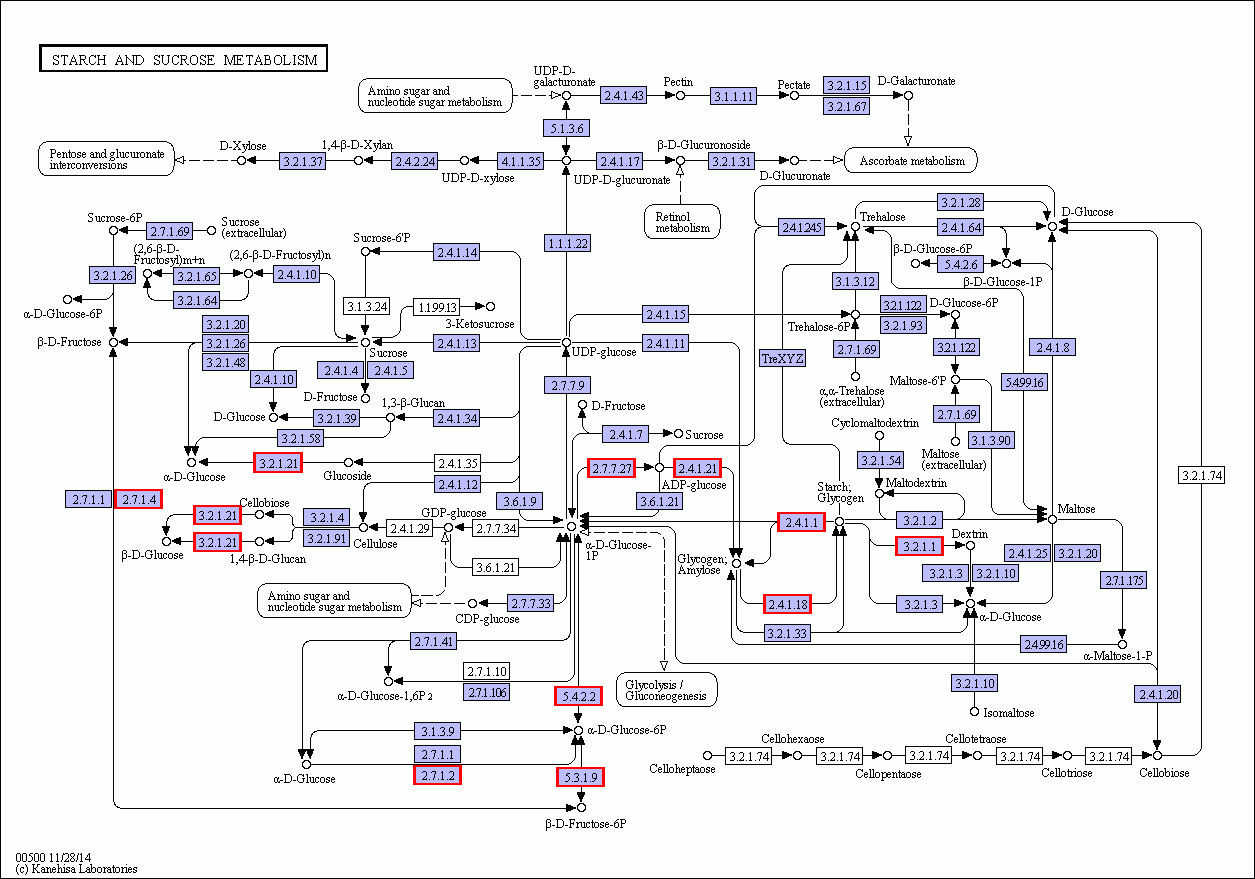 STARCH AND SUCROSE METABOLISM
UDP-D-
galacturonate
Amino sugar and
nucleotide sugar metabolism
2.4.1.43
Pectin
3.1.1.11
Pectate
3.2.1.15
3.2.1.67
D-Galacturonate
5.1.3.6
Pentose and glucuronate
interconversions
D-Xylose
3.2.1.37
1,4-β-D-Xylan
2.4.2.24
UDP-D-xylose
4.1.1.35
2.4.1.17
UDP-D-glucuronate
β-D-Glucuronoside
3.2.1.31
D-Glucuronate
Ascorbate metabolism
Retinol
metabolism
Sucrose-6P
2.7.1.69
Sucrose
(extracellular)
(2,6-β-D-
Fructosyl)m+n
(2,6-β-D-Fructosyl)n
3.2.1.26
3.2.1.65
3.2.1.64
2.4.1.10
α-D-Glucose-6P
β-D-Fructose
Sucrose-6'P
2.4.1.14
1.1.1.22
3.1.3.24
1.1.99.13
3-Ketosucrose
3.2.1.20
3.2.1.26
3.2.1.48
Sucrose
2.4.1.13
UDP-glucose
2.4.1.15
2.4.1.11
2.4.1.10
2.4.1.4
2.4.1.5
D-Fructose
2.7.7.9
D-Fructose
D-Glucose
3.2.1.39
1,3-β-Glucan
2.4.1.34
3.2.1.58
2.4.1.7
Sucrose
α-D-Glucose
3.2.1.21
Glucoside
2.4.1.35
2.4.1.12
2.7.7.27
2.4.1.21
ADP-glucose
3.6.1.9
3.6.1.21
2.7.1.1
2.7.1.4
3.2.1.21
Cellobiose
3.2.1.4
3.2.1.91
GDP-glucose
2.4.1.29
2.7.7.34
3.2.1.21
β-D-Glucose
1,4-β-D-Glucan
Cellulose
α-D-Glucose-
1P
3.6.1.21
Amino sugar and
nucleotide sugar metabolism
CDP-glucose
2.7.7.33
2.7.1.41
2.7.1.10
2.7.1.106
α-D-Glucose-1,6P2
5.4.2.2
Glycolysis /
Gluconeogenesis
3.1.3.9
α-D-Glucose-6P
2.7.1.1
2.7.1.2
α-D-Glucose
5.3.1.9
β-D-Fructose-6P
2.4.1.245
Trehalose
3.2.1.28
2.4.1.64
D-Glucose
β-D-Glucose-6P
5.4.2.6
β-D-Glucose-1P
3.1.3.12
Trehalose-6P
3.2.1.122
3.2.1.93
D-Glucose-6P
TreXYZ
2.7.1.69
3.2.1.122
2.4.1.8
α,α-Trehalose
(extracellular)
Maltose-6'P
5.4.99.16
2.7.1.69
3.1.3.90
Maltose
(extracellular)
Cyclomaltodextrin
3.2.1.54
Maltodextrin
3.2.1.74
Starch;
Glycogen
2.4.1.1
3.2.1.2
Maltose
Dextrin
3.2.1.1
2.4.1.25
3.2.1.20
Glycogen;
Amylose
3.2.1.3
3.2.1.10
2.7.1.175
2.4.1.18
3.2.1.3
α-D-Glucose
3.2.1.33
2.4.99.16
α-Maltose-1-P
3.2.1.10
2.4.1.20
Isomaltose
Celloheptaose
3.2.1.74
Cellohexaose
3.2.1.74
Cellopentaose
3.2.1.74
Cellotetraose
3.2.1.74
Cellotriose
3.2.1.74
Cellobiose
00500 11/28/14
(c) Kanehisa Laboratories